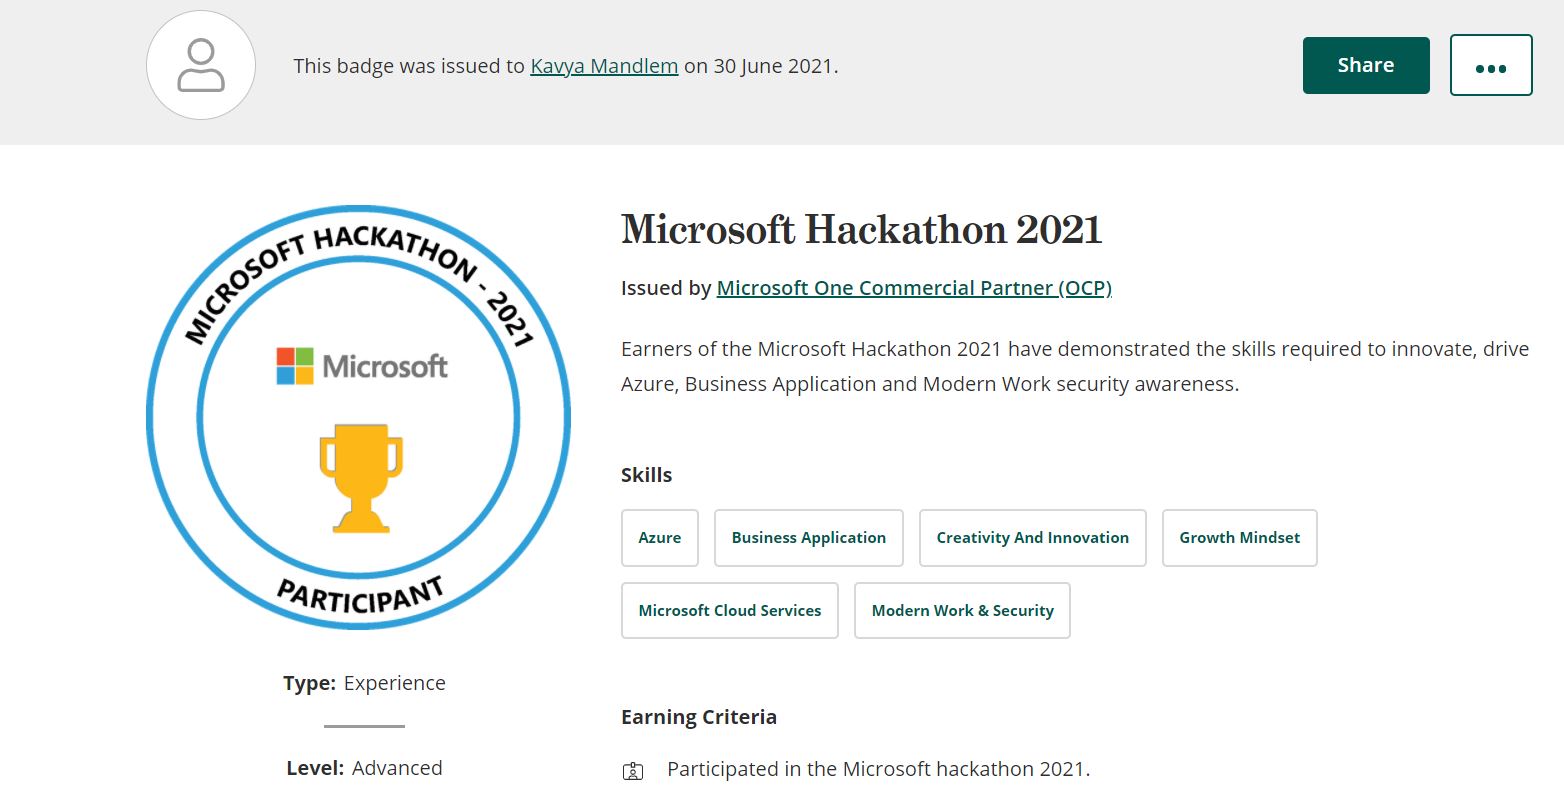 This badge was issued to Kavya Mandlem on 30 June 2021.
Share
MICROSOFT HACKATHON - 2021
Microsoft
PARTICIPANT
Type: Experience
Level: Advanced
Microsoft Hackathon 2021
Issued by Microsoft One Commercial Partner (OCP)
Earners of the Microsoft Hackathon 2021 have demonstrated the skills required to innovate, drive
Azure, Business Application and Modern Work security awareness.
Skills
Azure
Business Application
Creativity And Innovation
Growth Mindset
Microsoft Cloud Services
Modern Work & Security
Earning Criteria
Participated in the Microsoft hackathon 2021.